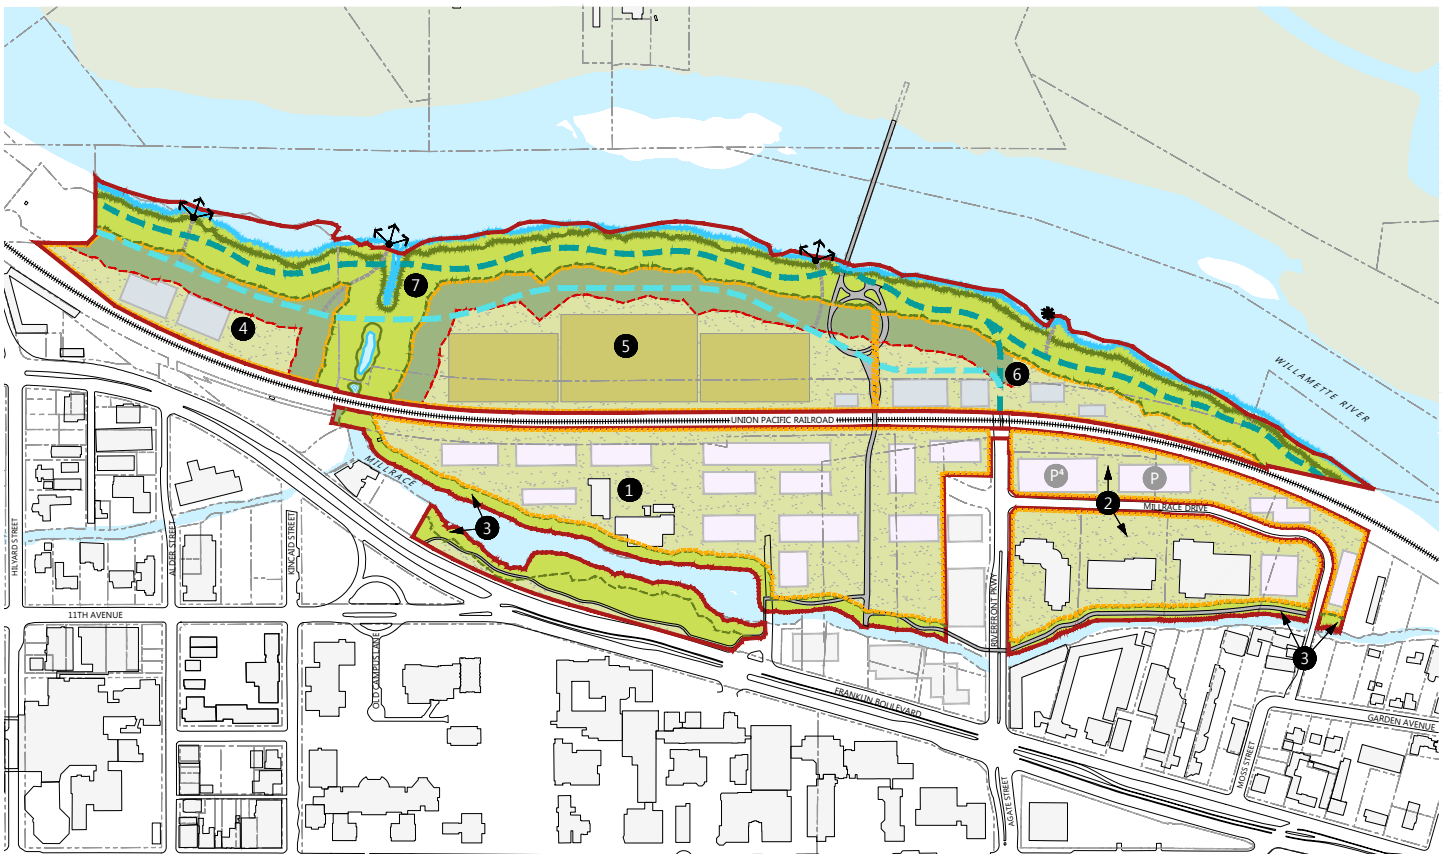 7
4
5
6
WILLAMETTE RIVER
UNION PACIFIC RAILROAD
MILLRACE
1
P⁴
P
2
MILLRACE DRIVE
3
HILYARD STREET
ALDER STREET
KINCAID STREET
11TH AVENUE
OLD CAMPUS LANE
RIVERFRONT PKWY
3
FRANKLIN BOULEVARD
GARDEN AVENUE
MOSS STREET
AGATE STREET